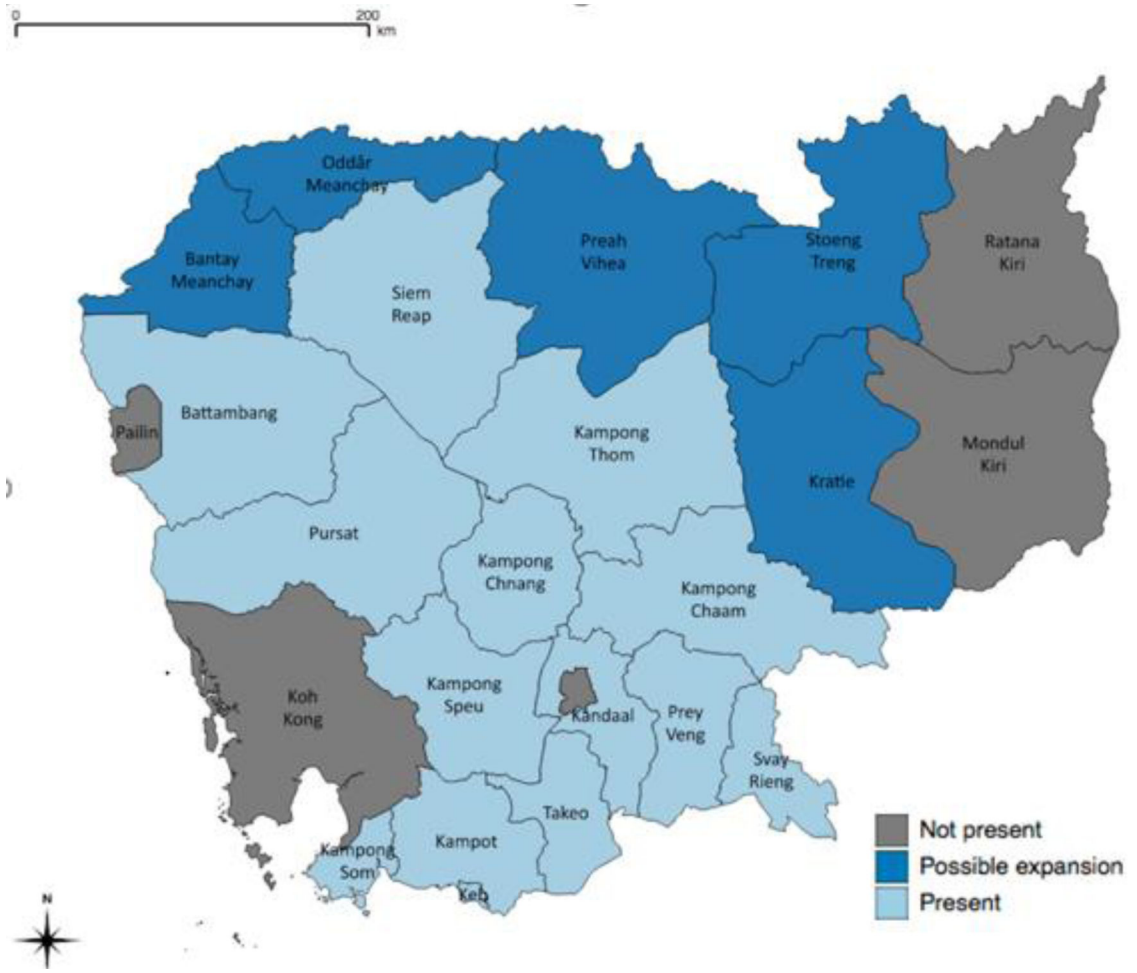 0 200
km
Oddâr
Meanchay
Bantay
Meanchay
Preah
Vihea
Stoeng
Treng
Ratana
Kiri
Siem
Reap
Battambang
Pailin
Kampong
Thom
Mondul
Kiri
Kratie
Pursat
Kampong
Chnang
Kampong
Chaam
Koh
Kong
Kampong
Speu
Kandaal
Prey
Veng
Svay
Rieng
Takeo
Kampot
Kampong
Som
Keb
Not present
Possible expansion
Present
N